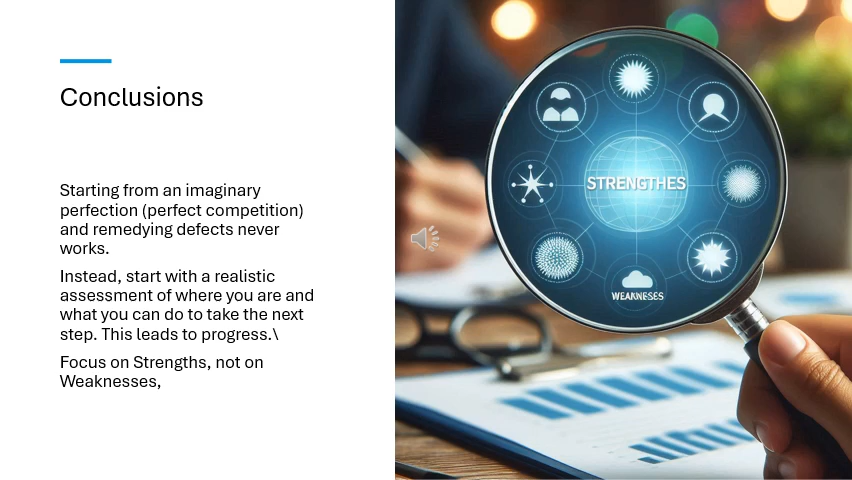 Conclusions
Starting from an imaginary
perfection (perfect competition)
and remedying defects never
works.
Instead, start with a realistic
assessment of where you are and
what you can do to take the next
step. This leads to progress.\
Focus on Strengths, not on
Weaknesses,
STRENGTHES
WEAKNESES